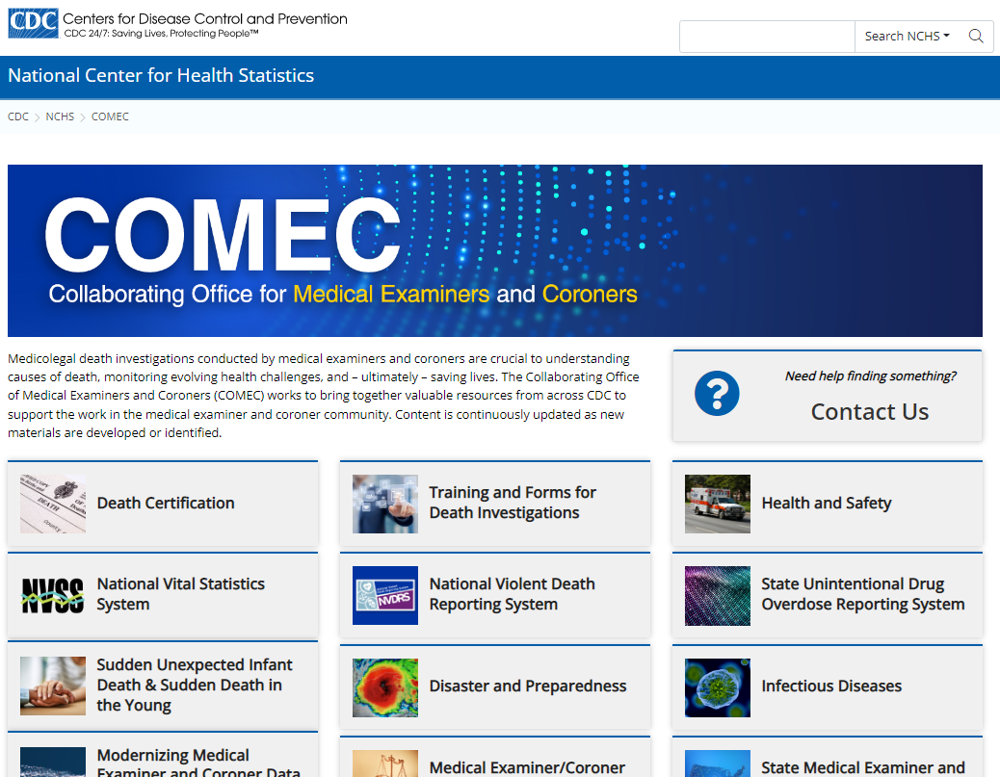 CDC
Centers for Disease Control and Prevention
CDC 24/7: Saving Lives, Protecting People™
Search NCHS
National Center for Health Statistics
CDC > NCHS > COMEC
COMEC
Collaborating Office for Medical Examiners and Coroners
Medicolegal death investigations conducted by medical examiners and coroners are crucial to understanding
causes of death, monitoring evolving health challenges, and – ultimately – saving lives. The Collaborating Office
of Medical Examiners and Coroners (COMEC) works to bring together valuable resources from across CDC to
support the work in the medical examiner and coroner community. Content is continuously updated as new
materials are developed or identified.
?
Need help finding something?
Contact Us
DEATH
Death Certification
Training and Forms for
Death Investigations
Health and Safety
NVSS
National Vital Statistics
System
NVDRS
National Violent Death
Reporting System
State Unintentional Drug
Overdose Reporting System
Sudden Unexpected Infant
Death & Sudden Death in
the Young
Disaster and Preparedness
Infectious Diseases
Modernizing Medical
Examiner and Coroner Data
Medical Examiner/Coroner
State Medical Examiner and